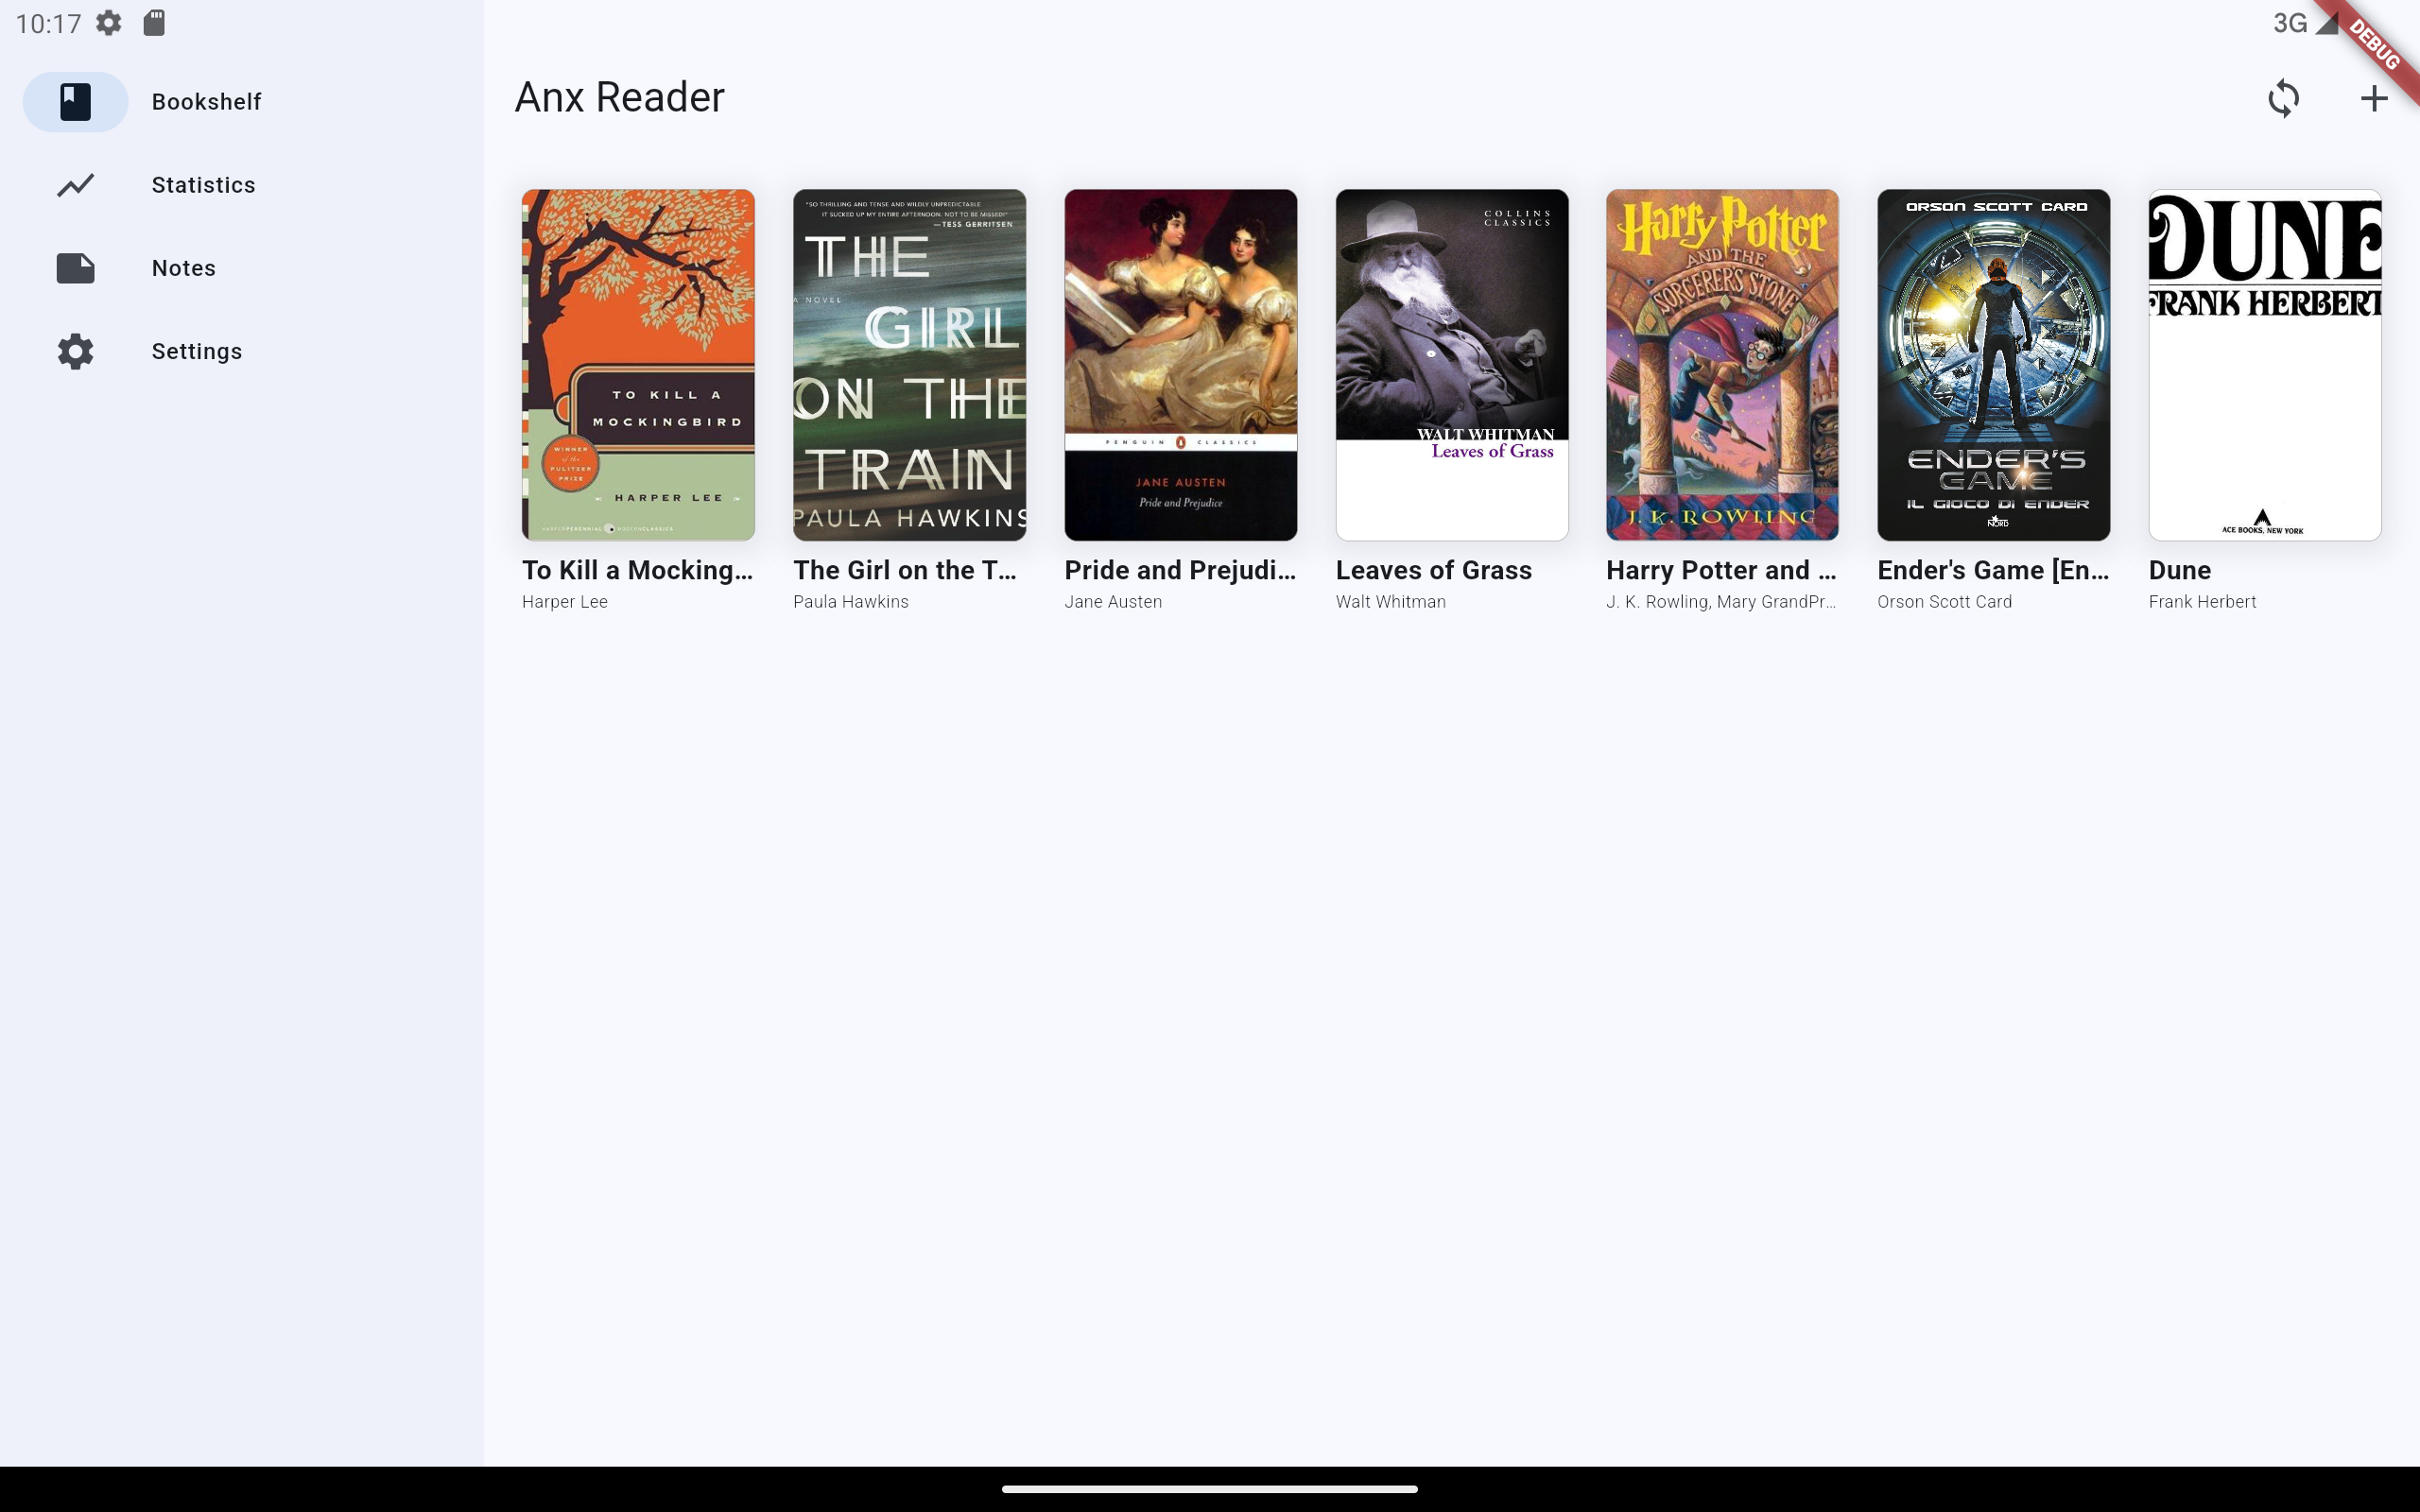 10:17
3G
DEBUG
Bookshelf
Statistics
Notes
Settings
Anx Reader
TO KILL A
MOCKINGBIRD
WINNER
of the
PULITZER
PRIZE
HARPER LEE
HARPERPERENNIAL MODERNCLASSICS
To Kill a Mocking...
Harper Lee
"SO THRILLING AND TENSE AND WILDLY UNPREDICTABLE
IT SUCKED UP MY ENTIRE AFTERNOON. NOT TO BE MISSED!"
—TESS GERRITSEN
THE
A NOVEL
GIRL
ON THE
TRAIN
PAULA HAWKINS
The Girl on the T...
Paula Hawkins
PENGUIN CLASSICS
JANE AUSTEN
Pride and Prejudice
Pride and Prejudi...
Jane Austen
COLLINS
CLASSICS
WALT WHITMAN
Leaves of Grass
Leaves of Grass
Walt Whitman
Harry Potter
AND THE
SORCERER'S STONE
J. K. ROWLING
Harry Potter and ...
J. K. Rowling, Mary GrandPr...
ORSON SCOTT CARD
ENDER'S
GAME
IL GIOCO DI ENDER
NORD
Ender's Game [En...
Orson Scott Card
DUNE
FRANK HERBERT
ACE BOOKS, NEW YORK
Dune
Frank Herbert